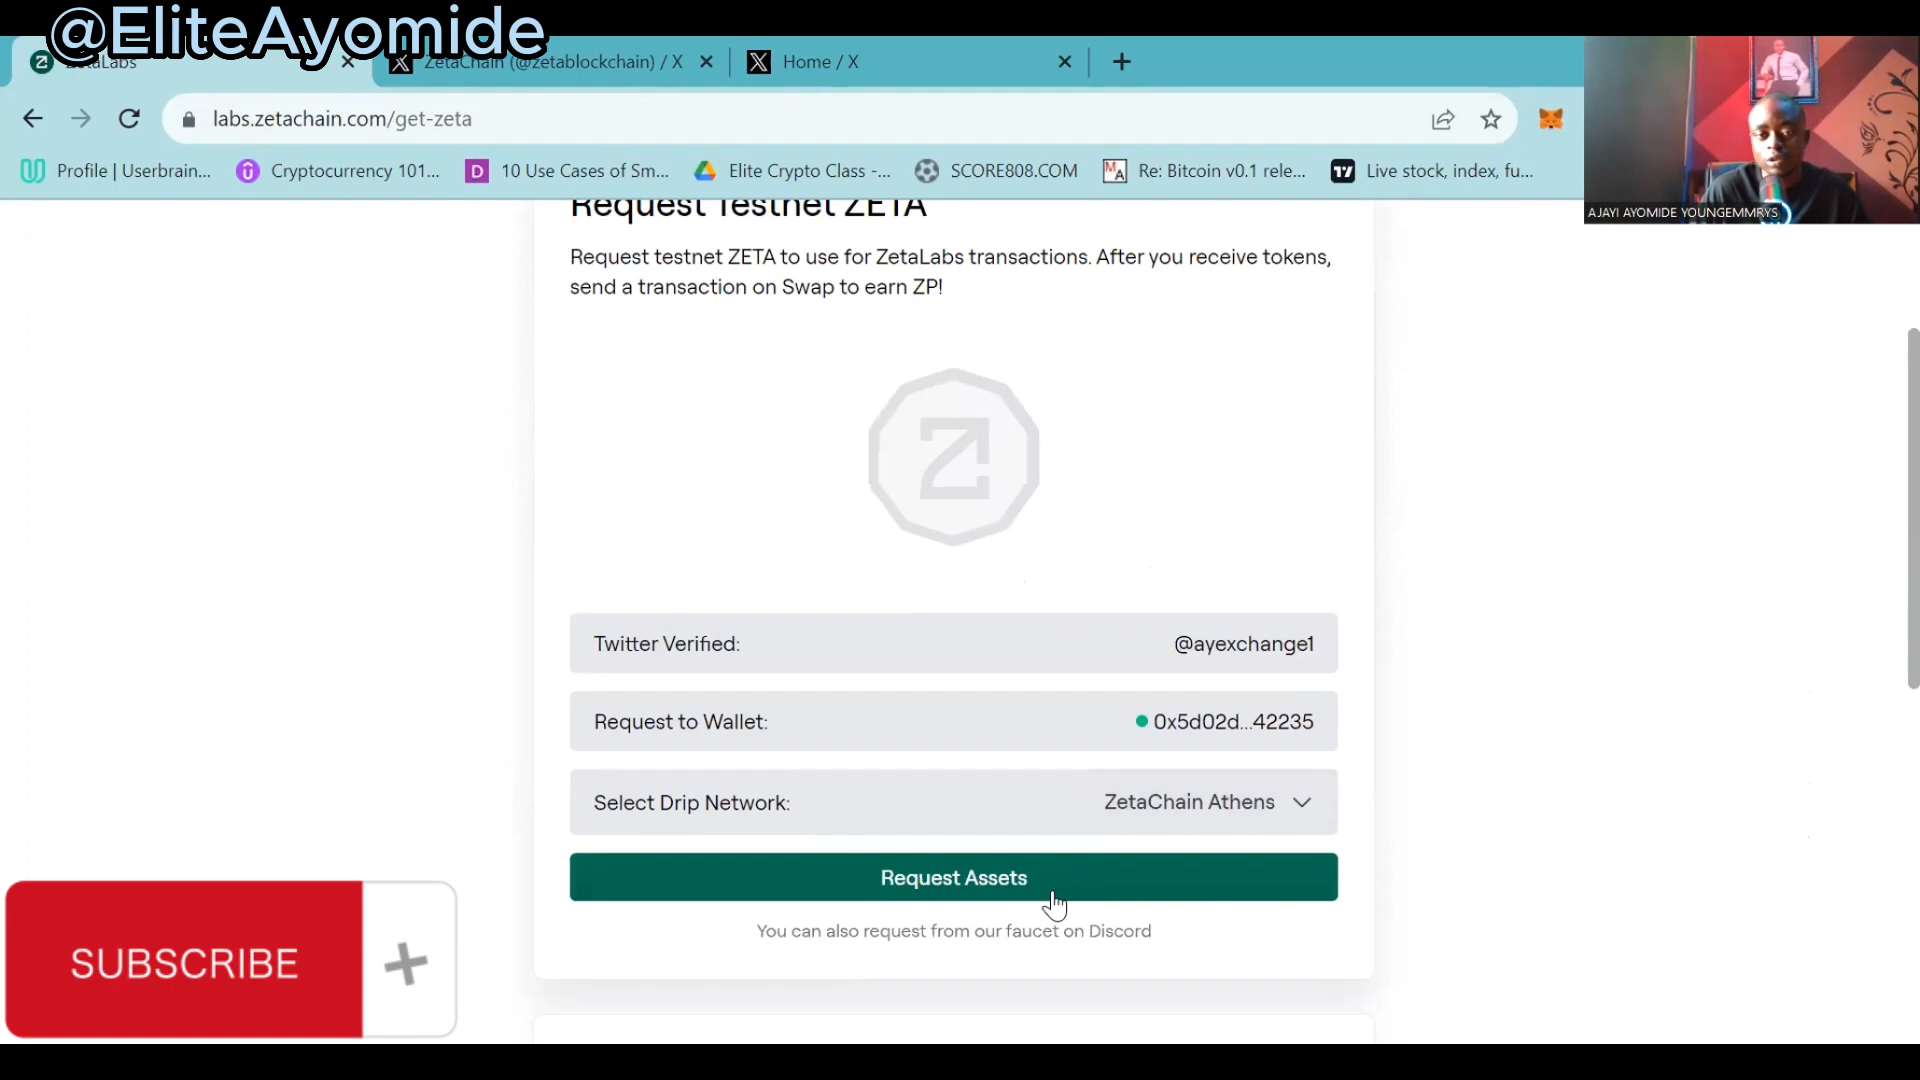 @EliteAyomide
ZetaLabs
ZetaChain (@zetablockchain) / X
Home / X
labs.zetachain.com/get-zeta
Profile | Userbrain...
Cryptocurrency 101...
D
10 Use Cases of Sm...
Elite Crypto Class -...
SCORE808.COM
Re: Bitcoin v0.1 rele...
Live stock, index, fu...
AJAYI AYOMIDE YOUNGEMMRYS
Request Testnet ZETA
Request testnet ZETA to use for ZetaLabs transactions. After you receive tokens,
send a transaction on Swap to earn ZP!
Twitter Verified:
@ayexchange1
Request to Wallet:
0x5d02d...42235
Select Drip Network:
ZetaChain Athens
Request Assets
You can also request from our faucet on Discord
SUBSCRIBE